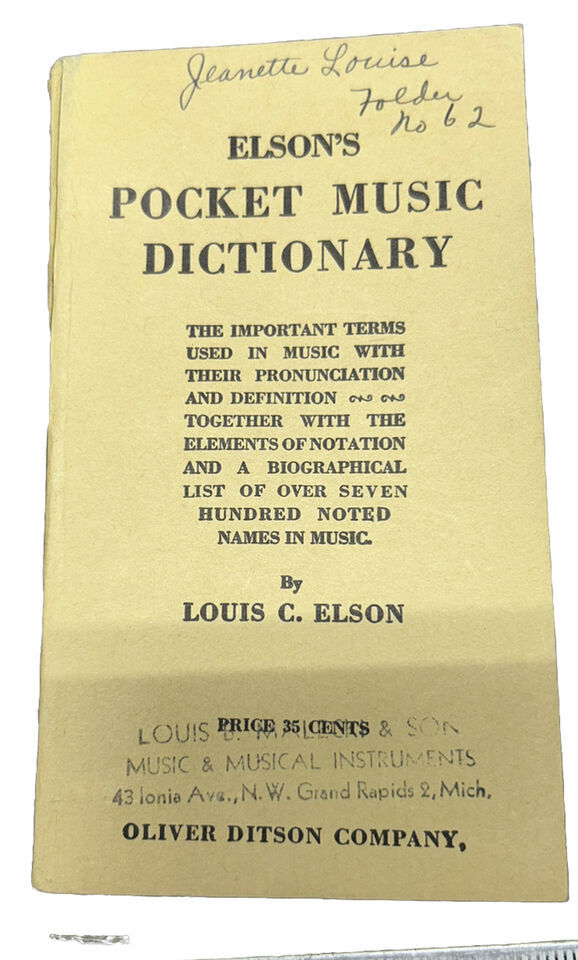 Jeanette Louise
Folder
No 62
ELSON'S
POCKET MUSIC
DICTIONARY
THE IMPORTANT TERMS
USED IN MUSIC WITH
THEIR PRONUNCIATION
AND DEFINITION
TOGETHER WITH THE
ELEMENTS OF NOTATION
AND A BIOGRAPHICAL
LIST OF OVER SEVEN
HUNDRED NOTED
NAMES IN MUSIC.
By
LOUIS C. ELSON
PRICE 35 CENTS
LOUIS & SON
MUSIC & MUSICAL INSTRUMENTS
43 Ionia Ave., N.W. Grand Rapids 2, Mich.
OLIVER DITSON COMPANY,